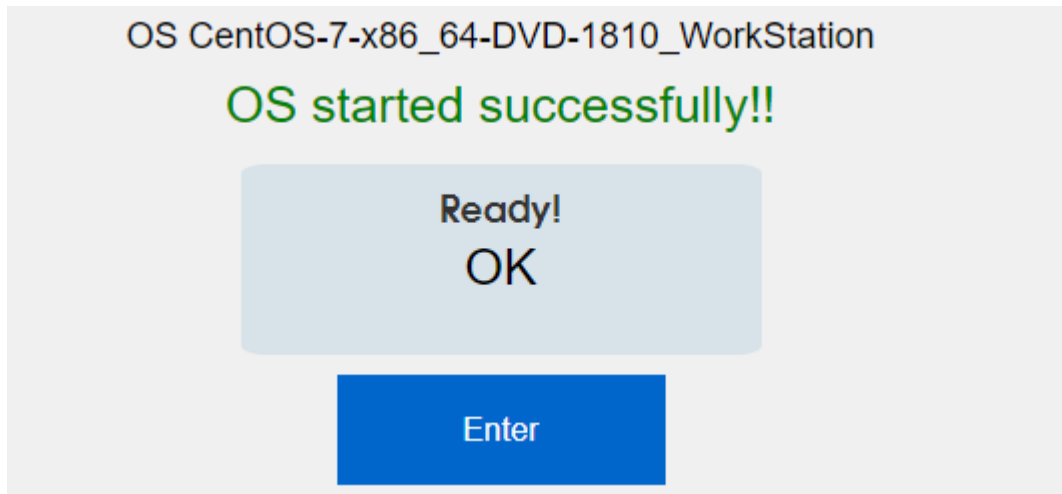 OS CentOS-7-x86_64-DVD-1810_WorkStation
OS started successfully!!
Ready!
OK
Enter